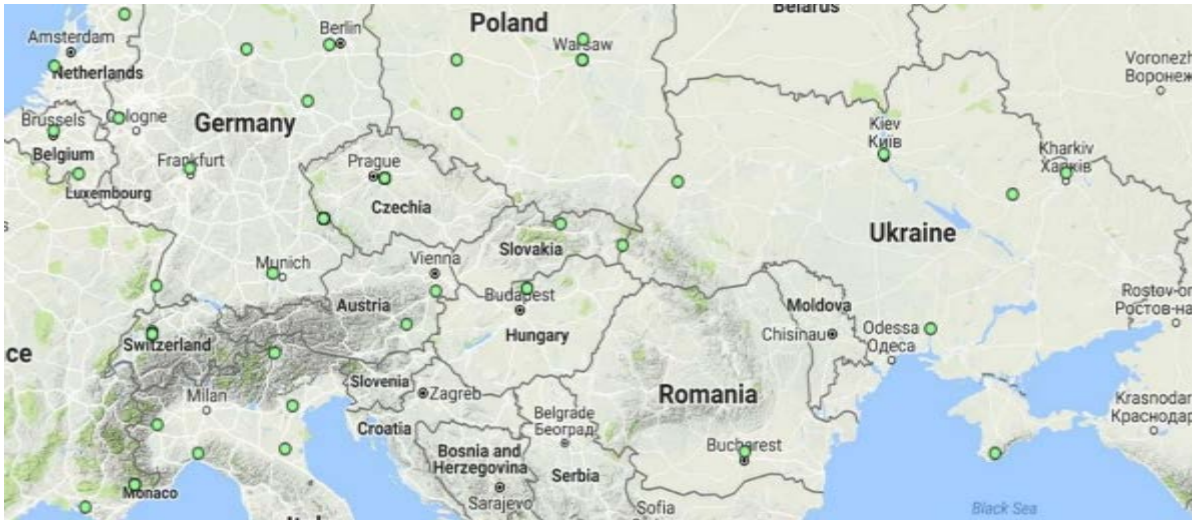 Belarus
Poland
Berlin
Amsterdam
Warsaw
Voronezh
Воронеж
Netherlands
Brussels
Cologne
Germany
Kiev
Київ
Kharkiv
Харків
Belgium
Frankfurt
Prague
Luxembourg
Czechia
Ukraine
Slovakia
Vienna
Munich
Austria
Budapest
Moldova
Rostov-on
Ростов-на
Switzerland
Hungary
Chisinau
Odessa
Одеса
ce
Slovenia
Milan
Zagreb
Romania
Krasnodar
Краснодар
Belgrade
Београд
Croatia
Bosnia and
Herzegovina
Bucharest
Serbia
Monaco
Sarajevo
Sofia
Black Sea